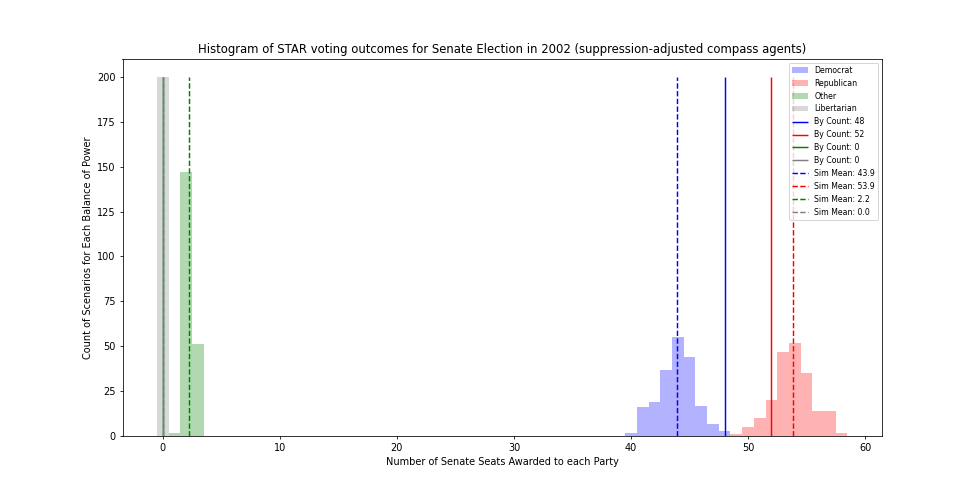 Histogram of STAR voting outcomes for Senate Election in 2002 (suppression-adjusted compass agents)
Count of Scenarios for Each Balance of Power
200
175
150
125
100
75
50
25
0
0
10
20
30
40
50
60
Number of Senate Seats Awarded to each Party
Democrat
Republican
Other
Libertarian
By Count: 48
By Count: 52
By Count: 0
By Count: 0
Sim Mean: 43.9
Sim Mean: 53.9
Sim Mean: 2.2
Sim Mean: 0.0